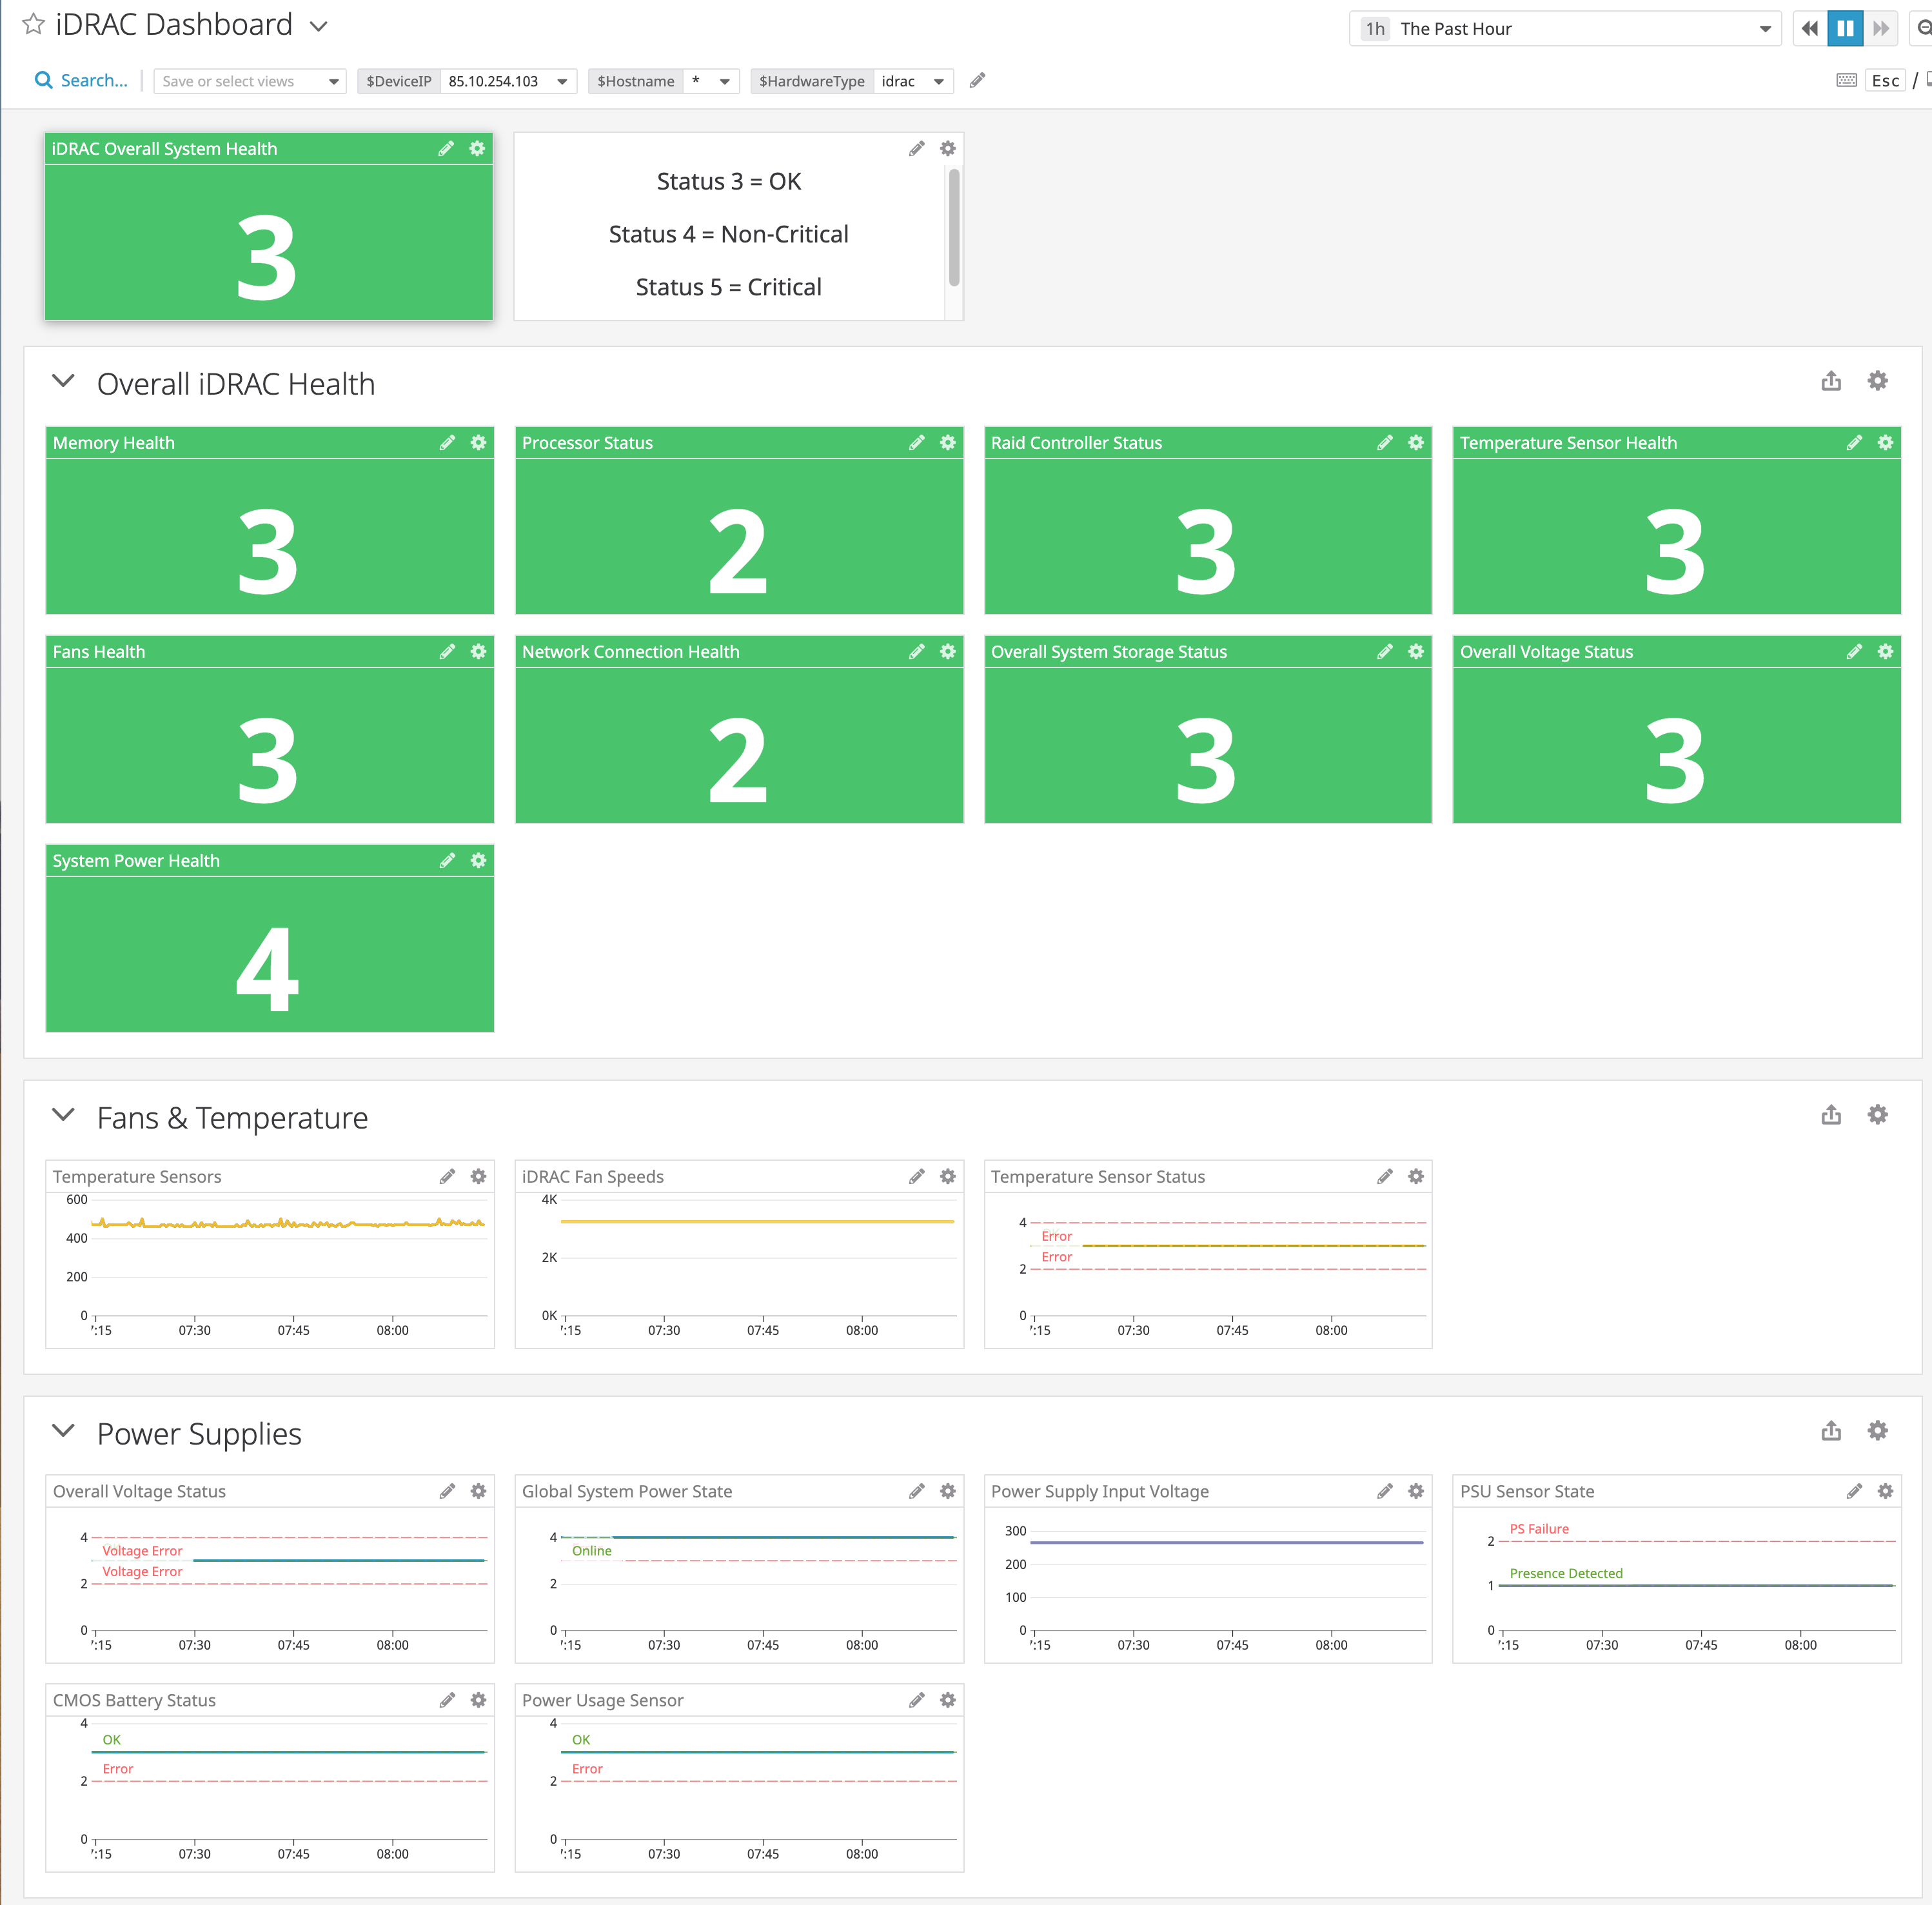 iDRAC Dashboard
1h The Past Hour
Search...
Save or select views
$DeviceIP 85.10.254.103
$Hostname *
$HardwareType idrac
Esc /
iDRAC Overall System Health
3
Status 3 = OK
Status 4 = Non-Critical
Status 5 = Critical
Overall iDRAC Health
Memory Health
3
Processor Status
2
Raid Controller Status
3
Temperature Sensor Health
3
Fans Health
3
Network Connection Health
2
Overall System Storage Status
3
Overall Voltage Status
3
System Power Health
4
Fans & Temperature
Temperature Sensors
600
400
200
0
':15 07:30 07:45 08:00
iDRAC Fan Speeds
4K
2K
0K
':15 07:30 07:45 08:00
Temperature Sensor Status
4
Error
Error
2
0
':15 07:30 07:45 08:00
Power Supplies
Overall Voltage Status
4
Voltage Error
Voltage Error
2
0
':15 07:30 07:45 08:00
Global System Power State
4
Online
2
0
':15 07:30 07:45 08:00
Power Supply Input Voltage
300
200
100
0
':15 07:30 07:45 08:00
PSU Sensor State
PS Failure
2
Presence Detected
1
0
':15 07:30 07:45 08:00
CMOS Battery Status
4
OK
Error
2
0
':15 07:30 07:45 08:00
Power Usage Sensor
4
OK
Error
2
0
':15 07:30 07:45 08:00